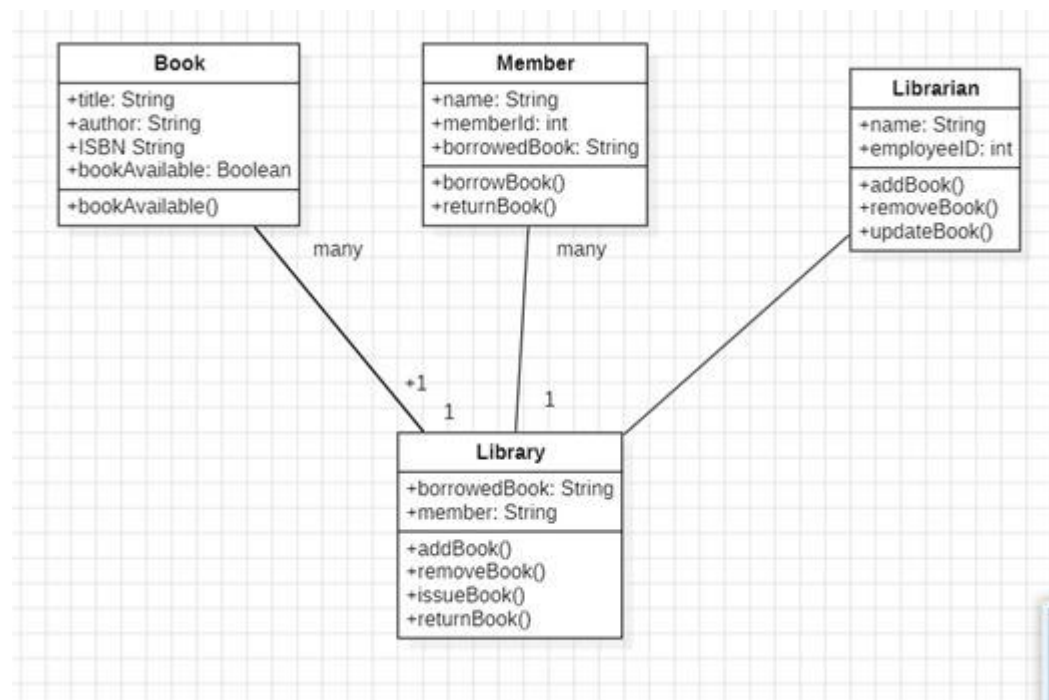 Book
+title: String
+author: String
+ISBN String
+bookAvailable: Boolean
+bookAvailable()
Member
+name: String
+memberId: int
+borrowedBook: String
+borrowBook()
+returnBook()
Librarian
+name: String
+employeeID: int
+addBook()
+removeBook()
+updateBook()
many
many
+1
1
1
Library
+borrowedBook: String
+member: String
+addBook()
+removeBook()
+issueBook()
+returnBook()